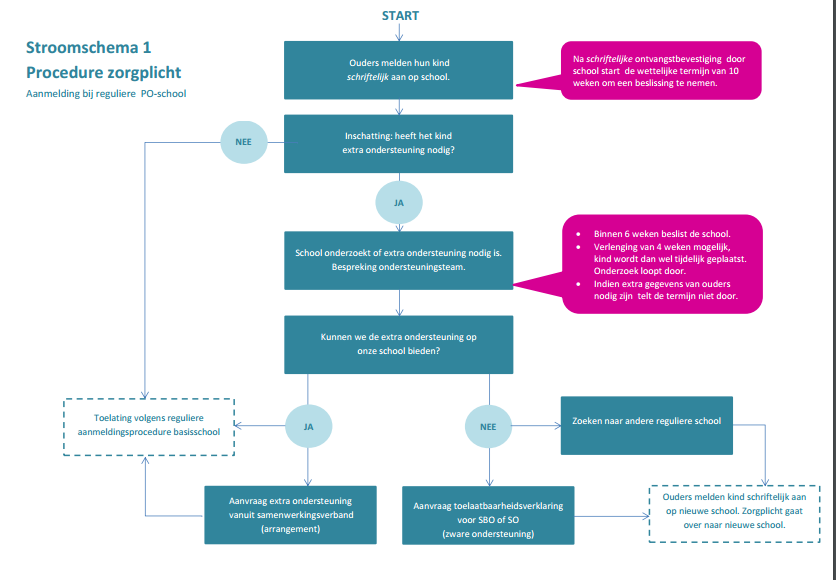 START
Stroomschema 1
Procedure zorgplicht
Aanmelding bij reguliere PO-school
Ouders melden hun kind
schriftelijk aan op school.
Na schriftelijke ontvangstbevestiging door
school start de wettelijke termijn van 10
weken om een beslissing te nemen.
NEE
Inschatting: heeft het kind
extra ondersteuning nodig?
JA
School onderzoekt of extra ondersteuning nodig is.
Bespreking ondersteuningsteam.
• Binnen 6 weken beslist de school.
• Verlenging van 4 weken mogelijk,
kind wordt dan wel tijdelijk geplaatst.
Onderzoek loopt door.
• Indien extra gegevens van ouders
nodig zijn telt de termijn niet door.
Kunnen we de extra ondersteuning op
onze school bieden?
Toelating volgens reguliere
aanmeldingsprocedure basisschool
JA
NEE
Zoeken naar andere reguliere school
Aanvraag extra ondersteuning
vanuit samenwerkingsverband
(arrangement)
Aanvraag toelaatbaarheidsverklaring
voor SBO of SO
(zware ondersteuning)
Ouders melden kind schriftelijk aan
op nieuwe school. Zorgplicht gaat
over naar nieuwe school.